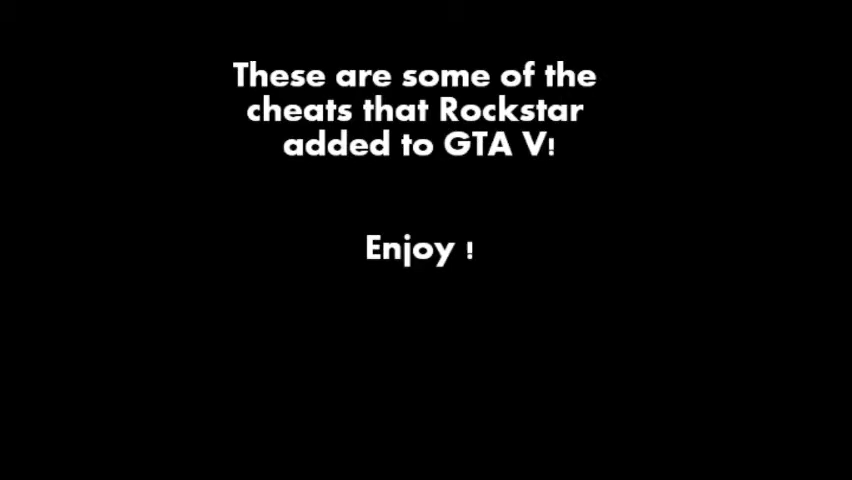 These are some of the
cheats that Rockstar
added to GTA V!
Enjoy !